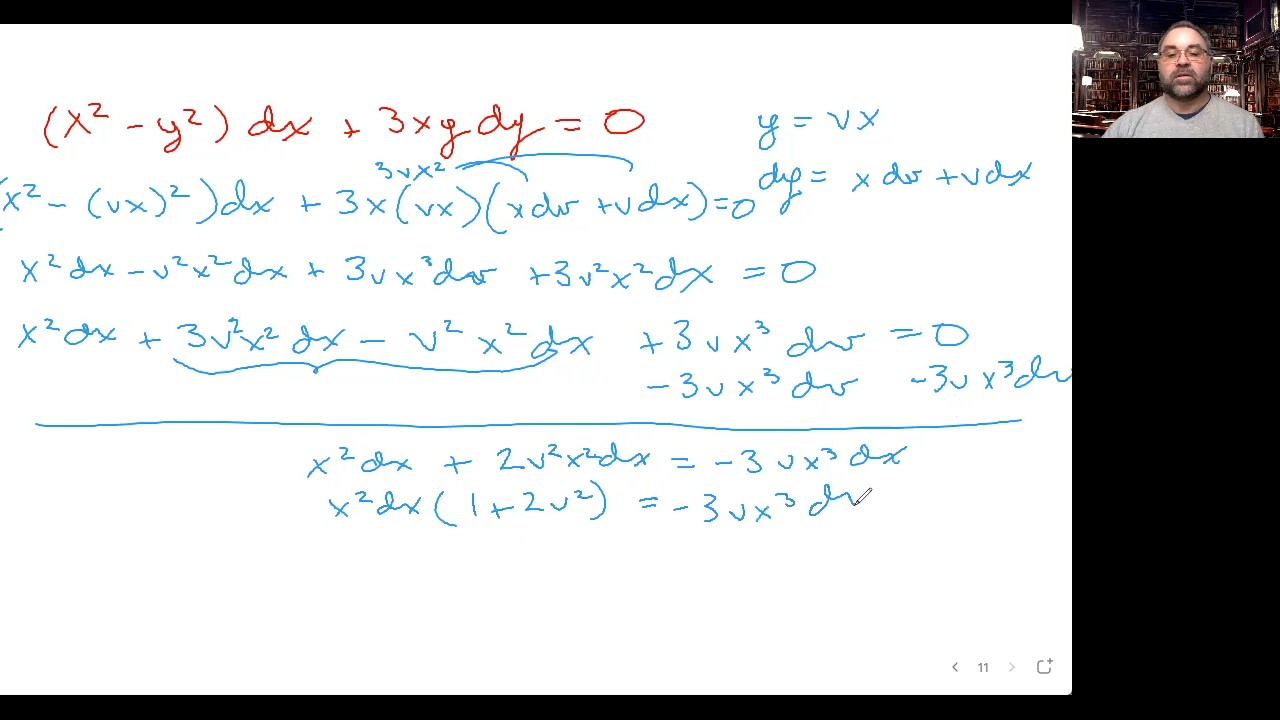 (x² - y²) dx + 3xy dy = 0
y = vx
dy = x dv + v dx
3vx²
(x² - (vx)²) dx + 3x(vx)(x dv + v dx) = 0
x² dx - v²x² dx + 3vx³ dv + 3v²x² dx = 0
x² dx + 3v²x² dx - v² x² dx + 3vx³ dv = 0
- 3vx³ dv - 3vx³ dv
x² dx + 2v²x² dx = - 3vx³ dx
x² dx (1 + 2v²) = - 3vx³ dv
11